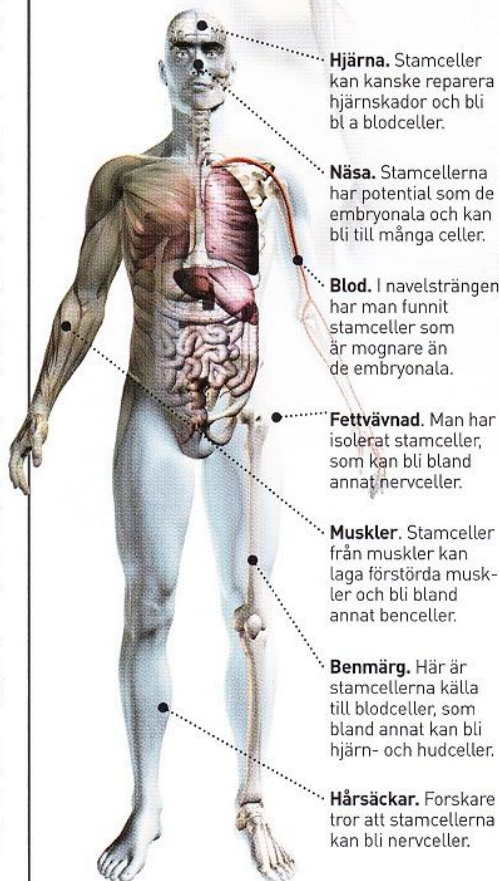 Hjärna. Stamceller
kan kanske reparera
hjärnskador och bli
bl a blodceller.
Näsa. Stamcellerna
har potential som de
embryonala och kan
bli till många celler.
Blod. I navelsträngen
har man funnit
stamceller som
är mognare än
de embryonala.
Fettvävnad. Man har
isolerat stamceller,
som kan bli bland
annat nervceller.
Muskler. Stamceller
från muskler kan
laga förstörda musk-
ler och bli bland
annat benceller.
Benmärg. Här är
stamcellerna källa
till blodceller, som
bland annat kan bli
hjärn- och hudceller.
Hårsäckar. Forskare
tror att stamcellerna
kan bli nervceller.